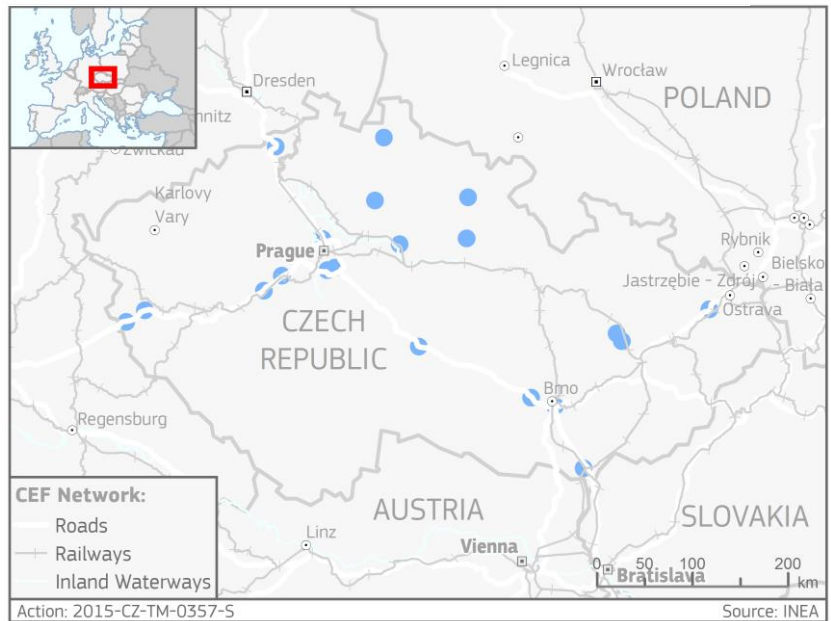 Legnica
Wrocław
POLAND
Dresden
mnitz
Zwickau
Karlovy
Vary
Prague
Rybnik
Bielsko
Jastrzębie - Zdrój - Biała
Ostrava
CZECH
REPUBLIC
Brno
Regensburg
AUSTRIA
SLOVAKIA
Linz
Vienna
Bratislava
CEF Network:
Roads
Railways
Inland Waterways
0 50 100 200
km
Action: 2015-CZ-TM-0357-S
Source: INEA